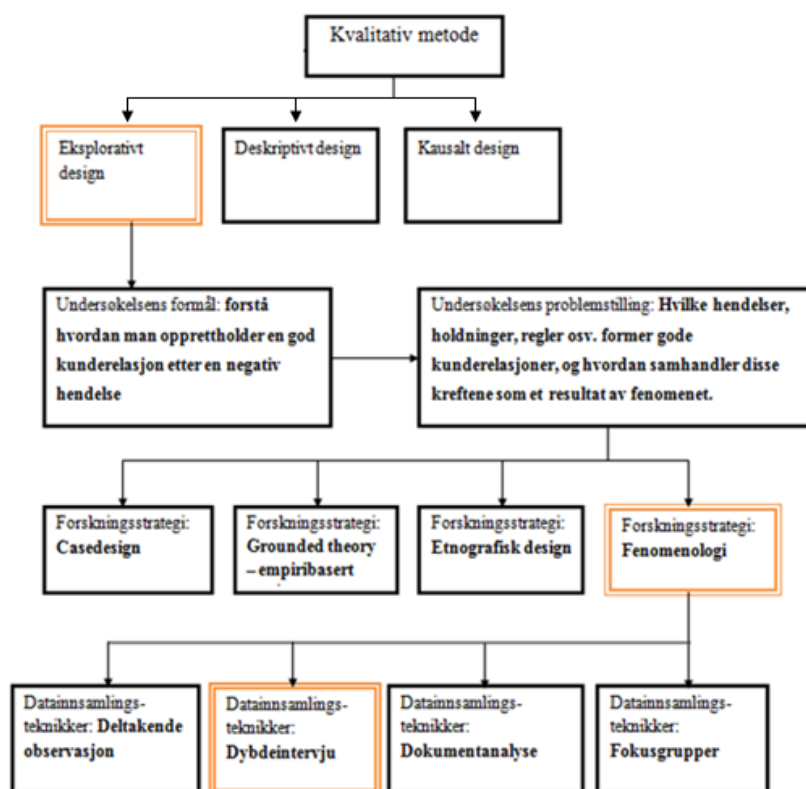 Kvalitativ metode
Eksplorativt
design
Deskriptivt design
Kausalt design
Undersøkelsens formål: forstå
hvordan man opprettholder en god
kunderelasjon etter en negativ
hendelse
Undersøkelsens problemstilling: Hvilke hendelser,
holdninger, regler osv. former gode
kunderelasjoner, og hvordan samhandler disse
kreftene som et resultat av fenomenet.
Forskningsstrategi:
Casedesign
Forskningsstrategi:
Grounded theory
– empiribasert
Forskningsstrategi:
Etnografisk design
Forskningsstrategi:
Fenomenologi
Datainnsamlings-
teknikker: Deltakende
observasjon
Datainnsamlings-
teknikker:
Dybdeintervju
Datainnsamlings-
teknikker:
Dokumentanalyse
Datainnsamlings-
teknikker:
Fokusgrupper